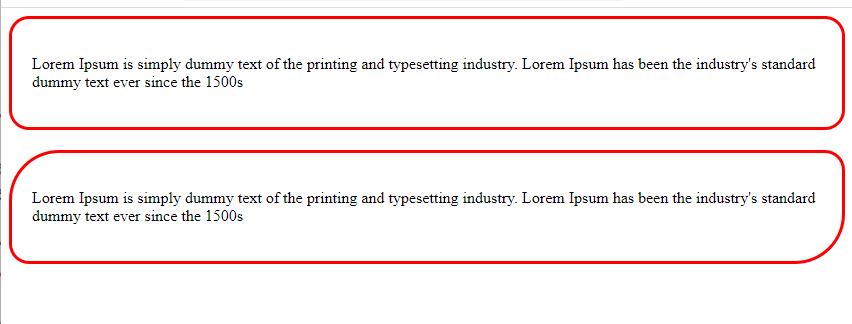 Lorem Ipsum is simply dummy text of the printing and typesetting industry. Lorem Ipsum has been the industry's standard
dummy text ever since the 1500s
Lorem Ipsum is simply dummy text of the printing and typesetting industry. Lorem Ipsum has been the industry's standard
dummy text ever since the 1500s